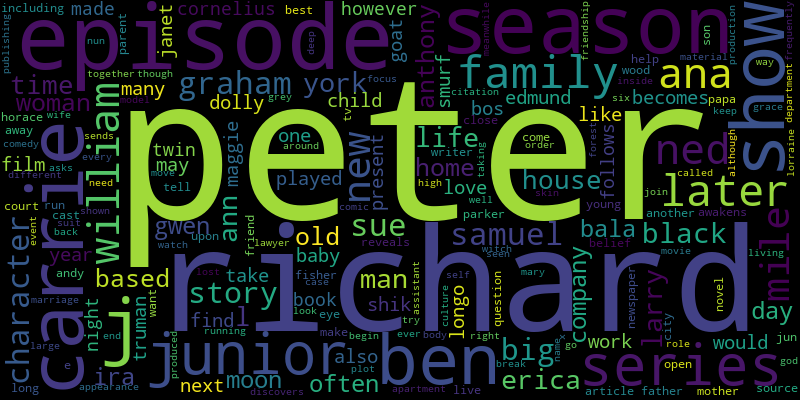 including
made
janet
cornelius
best
however
friendship
parent
goat
publishing
nun
episode
season
production
son
deep
meanwhile
show
together
though
time
graham
york
anthony
smurf
family
ana
help
material
woman
many
dolly
child
wood
inside
way
horace
wife
model
grey
tv
focus
citation
six
bos
edmund
becomes
papa
frequently
away
sends
one
around
close
like
keep
grace
lorraine department
comedy
every
twin
maggie
new
life
come
order
follows
forest
called
although
film
asks
may
played
writer
taking
ned
different
need
move
tell
present
home
high
well
skin
join
carrie
william
peter
love
house
young
later
court
run
suit
gwen
ann
sue
parker
another
awakens
event
cast
back
watch
upon
friend
old
samuel
bala
black
mile
character
shown
year
lawyer
reveals
witch
seen
belief
movie
living
andy
based
lost
baby
man
self
mary
company
newspaper
richard
marriage
want
take
fisher
case
assistant
longo
question
novel
city
larry
day
story
look
eye
book
shik
culture
night
truman
find
l
j
running
make
begin
try
ever
body
right
name
x
go
work
role
would
jun
large
end
produced
junior
also
plot
ben
break
big
series
god
e
ira
next
moon
often
erica
open
long
appearance
discovers
apartment
live
article
father
mother
source
comic